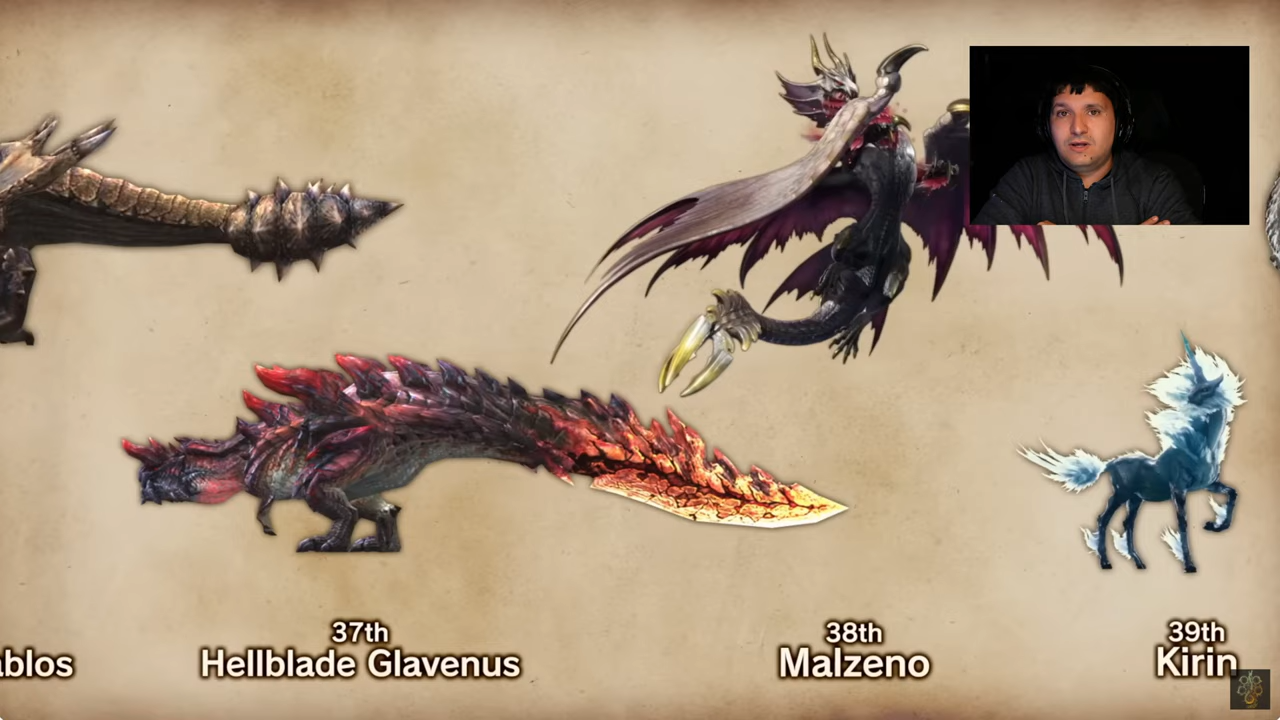 37th
38th
39th
ablos
Hellblade Glavenus
Malzeno
Kirin